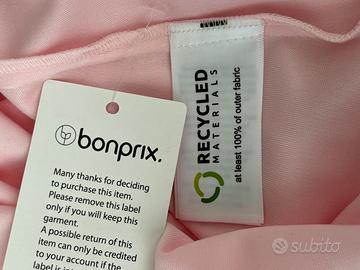 bonprix.
Many thanks for deciding
to purchase this item.
Please remove this label
only if you will keep this
garment.
A possible return of this
item can only be credited
to your account if the
label is
RECYCLED
MATERIALS
at least 100% of outer fabric
subito